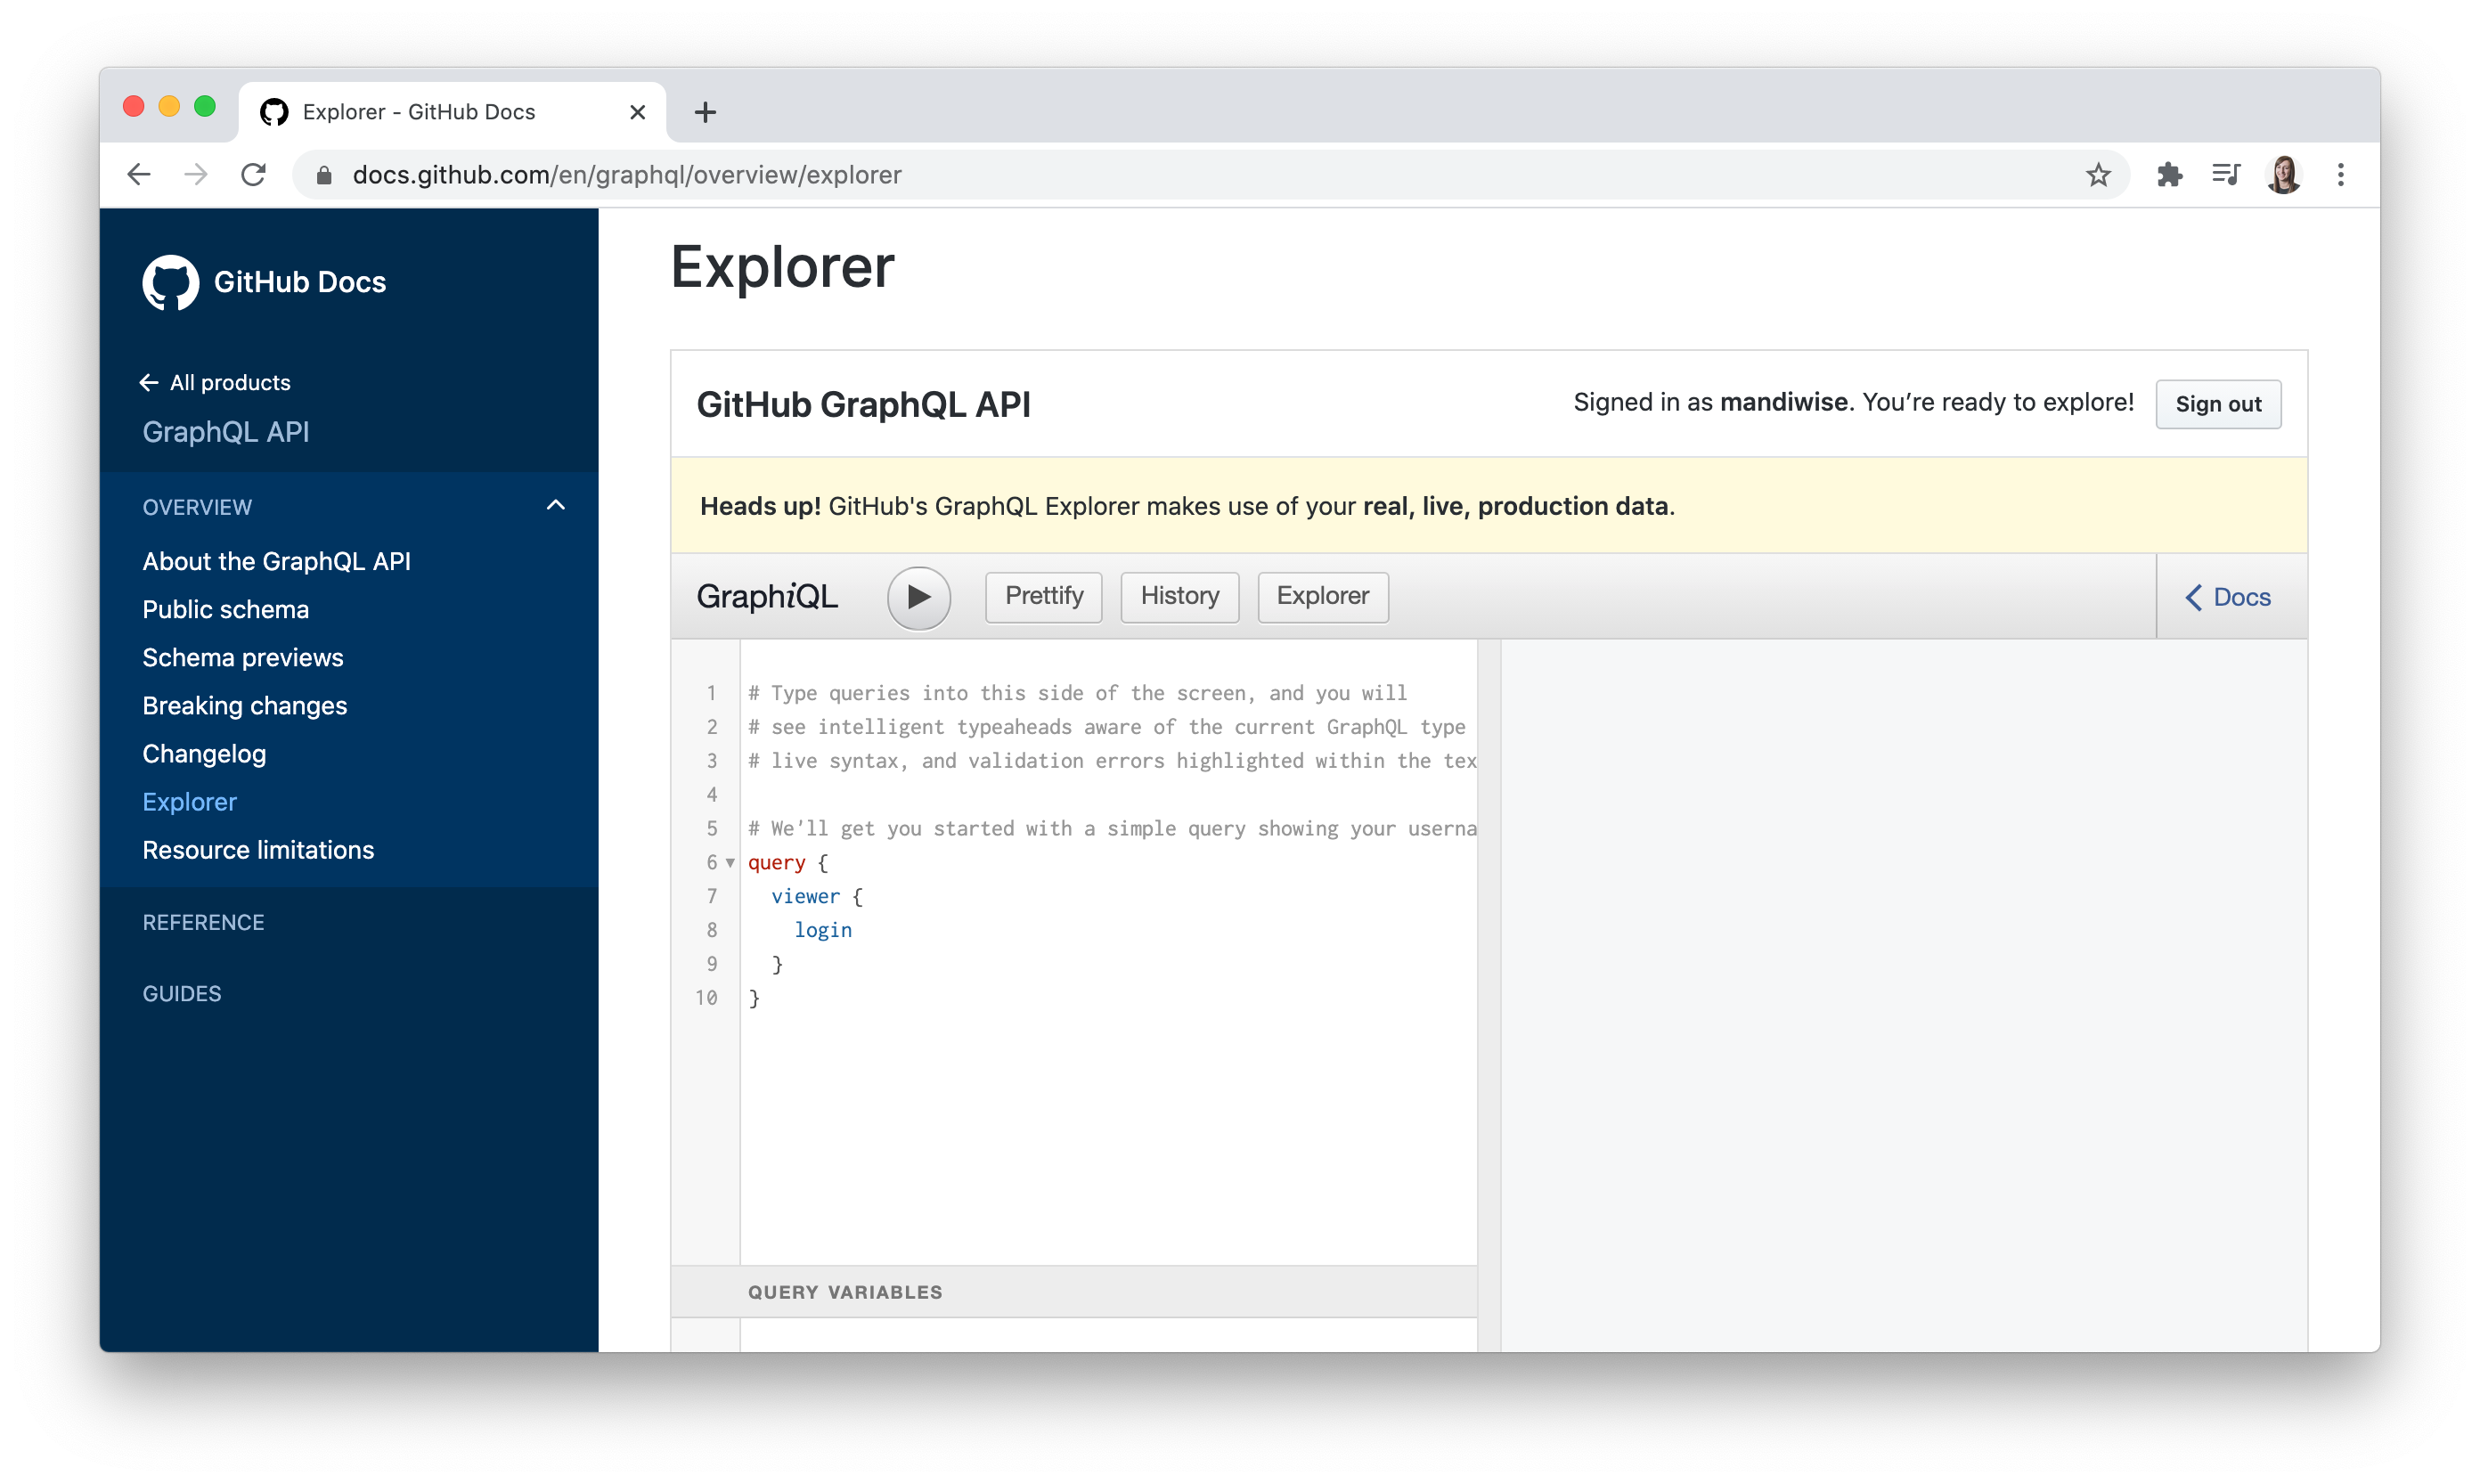 Explorer - GitHub Docs
docs.github.com/en/graphql/overview/explorer
GitHub Docs
All products
GraphQL API
OVERVIEW
About the GraphQL API
Public schema
Schema previews
Breaking changes
Changelog
Explorer
Resource limitations
REFERENCE
GUIDES
Explorer
GitHub GraphQL API
Signed in as mandiwise. You’re ready to explore!
Sign out
Heads up! GitHub's GraphQL Explorer makes use of your real, live, production data.
GraphiQL
Prettify
History
Explorer
Docs
1 # Type queries into this side of the screen, and you will
2 # see intelligent typeaheads aware of the current GraphQL type
3 # live syntax, and validation errors highlighted within the tex
4
5 # We’ll get you started with a simple query showing your userna
6 query {
7 viewer {
8 login
9 }
10 }
QUERY VARIABLES